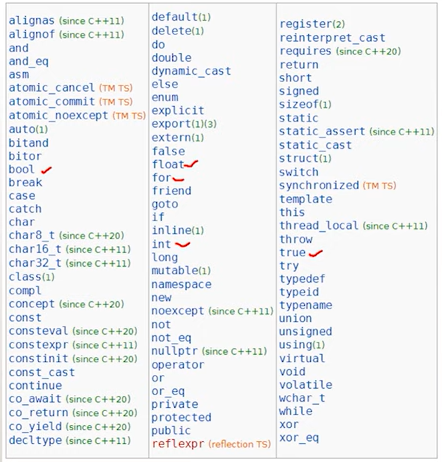 alignas (since C++11)
alignof (since C++11)
and
and_eq
asm
atomic_cancel (TM TS)
atomic_commit (TM TS)
atomic_noexcept (TM TS)
auto(1)
bitand
bitor
bool
break
case
catch
char
char8_t (since C++20)
char16_t (since C++11)
char32_t (since C++11)
class(1)
compl
concept (since C++20)
const
consteval (since C++20)
constexpr (since C++11)
constinit (since C++20)
const_cast
continue
co_await (since C++20)
co_return (since C++20)
co_yield (since C++20)
decltype (since C++11)
default(1)
delete(1)
do
double
dynamic_cast
else
enum
explicit
export(1)(3)
extern(1)
false
float
for
friend
goto
if
inline(1)
int
long
mutable(1)
namespace
new
noexcept (since C++11)
not
not_eq
nullptr (since C++11)
operator
or
or_eq
private
protected
public
reflexpr (reflection TS)
register(2)
reinterpret_cast
requires (since C++20)
return
short
signed
sizeof(1)
static
static_assert (since C++11)
static_cast
struct(1)
switch
synchronized (TM TS)
template
this
thread_local (since C++11)
throw
true
try
typedef
typeid
typename
union
unsigned
using(1)
virtual
void
volatile
wchar_t
while
xor
xor_eq